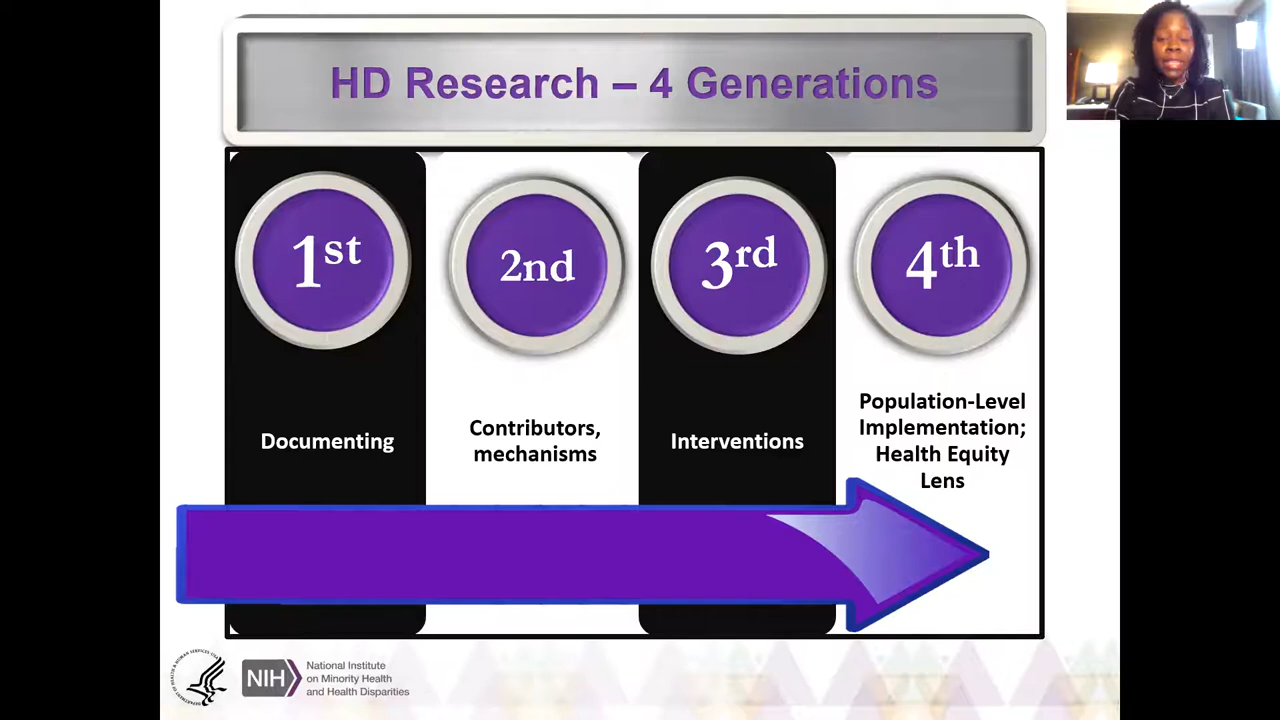 HD Research – 4 Generations
1st
2nd
3rd
4th
Documenting
Contributors,
mechanisms
Interventions
Population-Level
Implementation;
Health Equity
Lens
NIH
National Institute
on Minority Health
and Health Disparities